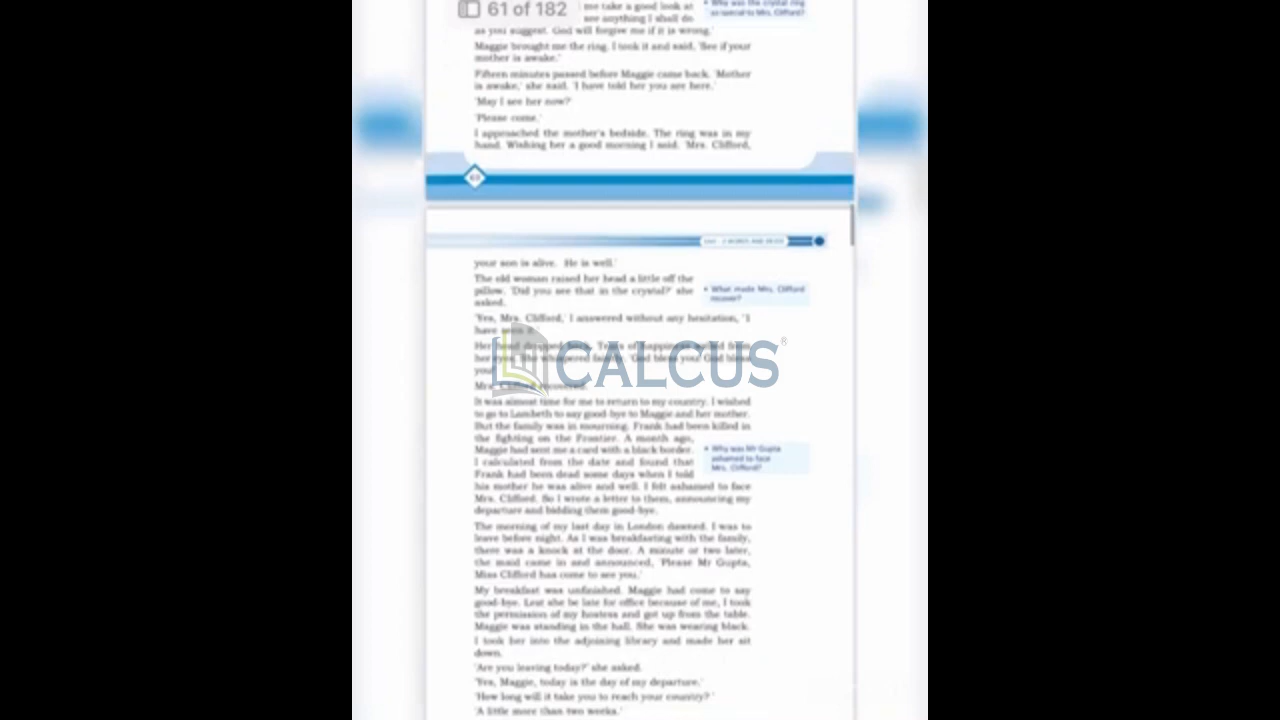 61 of 182
me take a good look at
see anything I shall do
as you suggest. God will forgive me if it is wrong.'
• Why was the crystal ring
so special to Mrs. Clifford?
Maggie brought me the ring. I took it and said, 'See if your
mother is awake.'
Fifteen minutes passed before Maggie came back. 'Mother
is awake,' she said. 'I have told her you are here.'
'May I see her now?'
'Please come.'
I approached the mother's bedside. The ring was in my
hand. Wishing her a good morning I said. 'Mrs. Clifford,
your son is alive. He is well.'
The old woman raised her head a little off the
pillow. 'Did you see that in the crystal?' she
asked.
• What made Mrs. Clifford
recover?
'Yes, Mrs. Clifford,' I answered without any hesitation, 'I
have seen it.
Her head dropped back. Tears of happiness from
her eyes. She whispered faintly, 'God bless you! God bless
you!
Mrs. Clifford recovered.
CALCUS®
It was almost time for me to return to my country. I wished
to go to Lambeth to say good-bye to Maggie and her mother.
But the family was in mourning. Frank had been killed in
the fighting on the Frontier. A month ago,
Maggie had sent me a card with a black border.
I calculated from the date and found that
Frank had been dead some days when I told
his mother he was alive and well. I felt ashamed to face
Mrs. Clifford. So I wrote a letter to them, announcing my
departure and bidding them good-bye.
• Why was Mr Gupta
ashamed to face
Mrs. Clifford?
The morning of my last day in London dawned. I was to
leave before night. As I was breakfasting with the family,
there was a knock at the door. A minute or two later,
the maid came in and announced, 'Please Mr Gupta,
Miss Clifford has come to see you.'
My breakfast was unfinished. Maggie had come to say
good-bye. Lest she be late for office because of me, I took
the permission of my hostess and got up from the table.
Maggie was standing in the hall. She was wearing black.
I took her into the adjoining library and made her sit
down.
'Are you leaving today?' she asked.
'Yes, Maggie, today is the day of my departure.'
'How long will it take you to reach your country? '
'A little more than two weeks.'